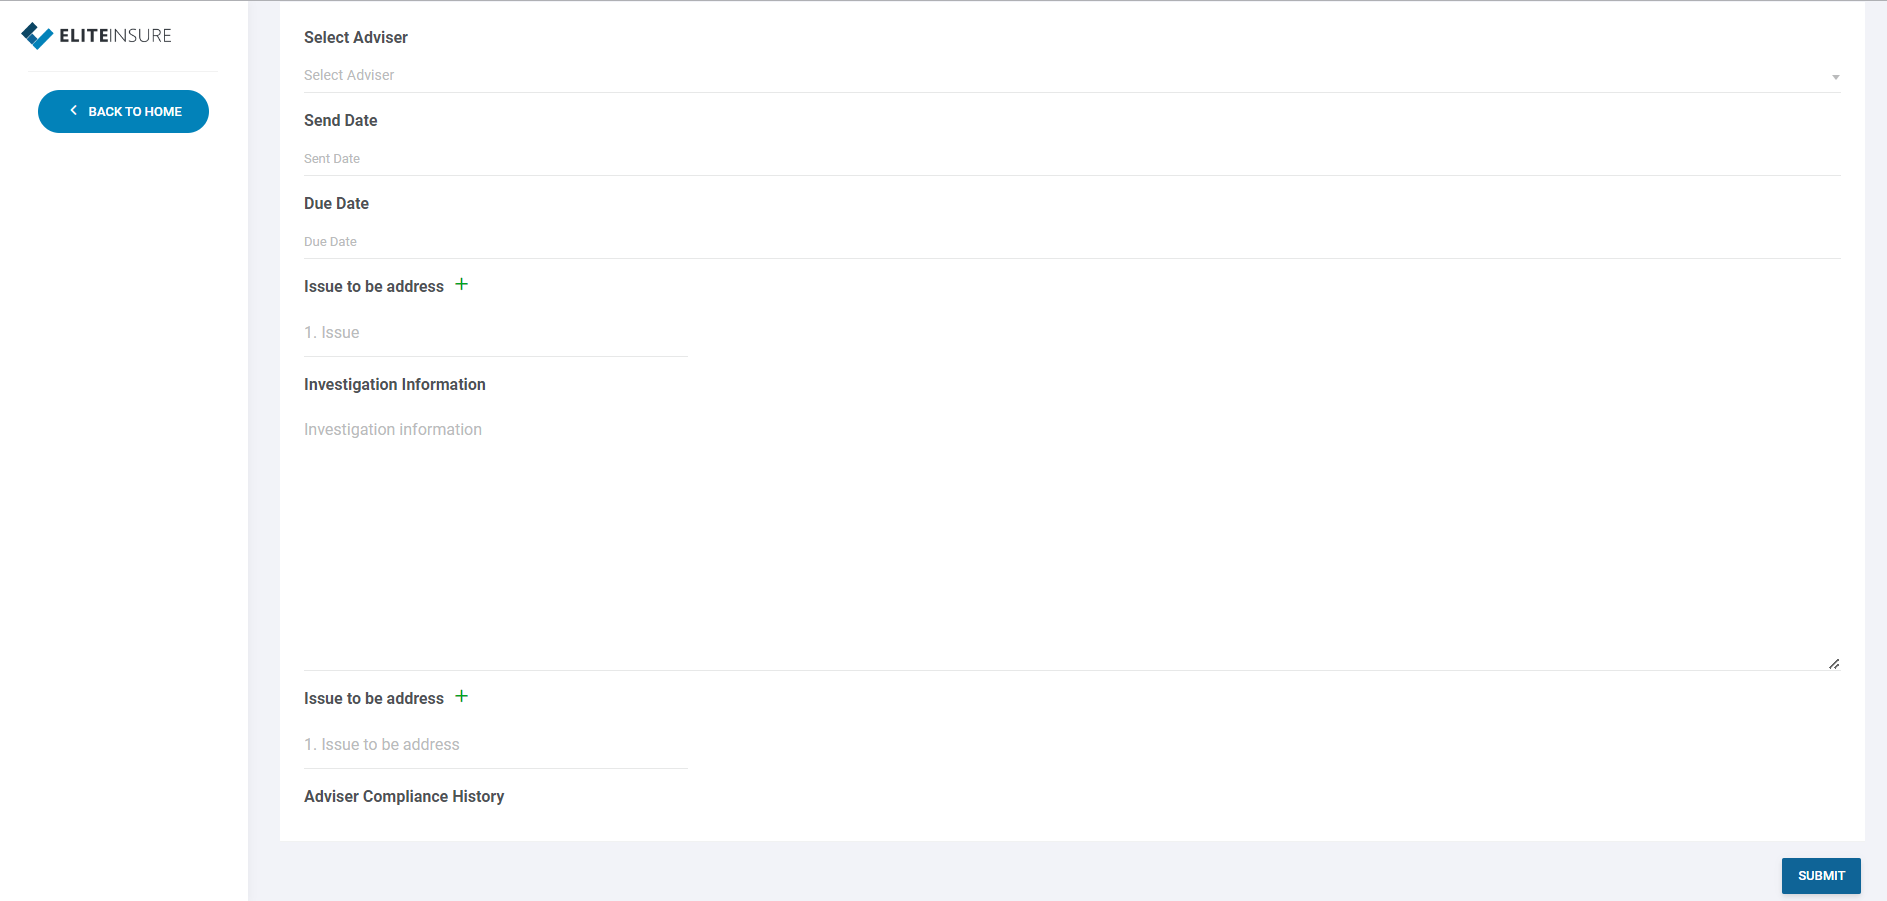 ELITEINSURE
BACK TO HOME
Select Adviser
Select Adviser
Send Date
Sent Date
Due Date
Due Date
Issue to be address +
1. Issue
Investigation Information
Investigation information
Issue to be address +
1. Issue to be address
Adviser Compliance History
SUBMIT